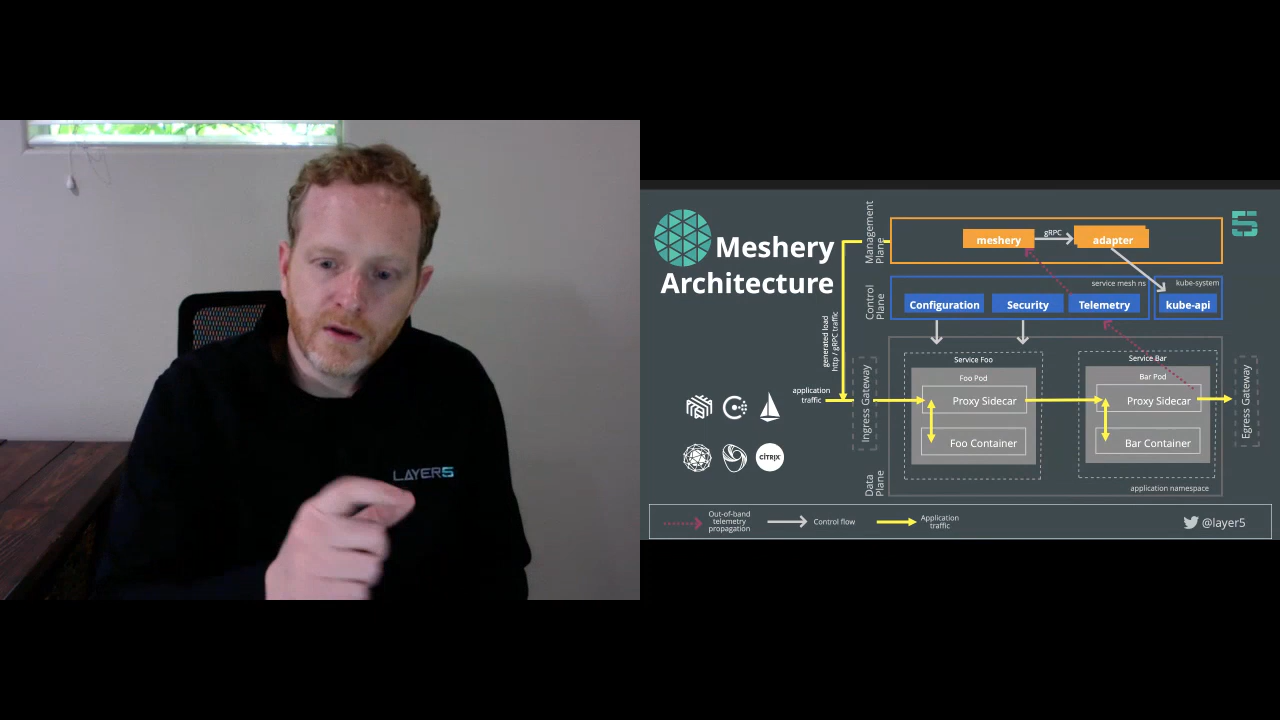 LAYER5
Meshery
Architecture
Management
Plane
meshery
gRPC
adapter
service mesh ns
kube-system
Control
Plane
Configuration
Security
Telemetry
kube-api
generated load
http / gRPC traffic
application
traffic
Ingress Gateway
Service Foo
Foo Pod
Proxy Sidecar
Foo Container
Service Bar
Bar Pod
Proxy Sidecar
Bar Container
Egress Gateway
CITRIX
Data
Plane
application namespace
Out-of-band
telemetry
propagation
Control flow
Application
traffic
@layer5